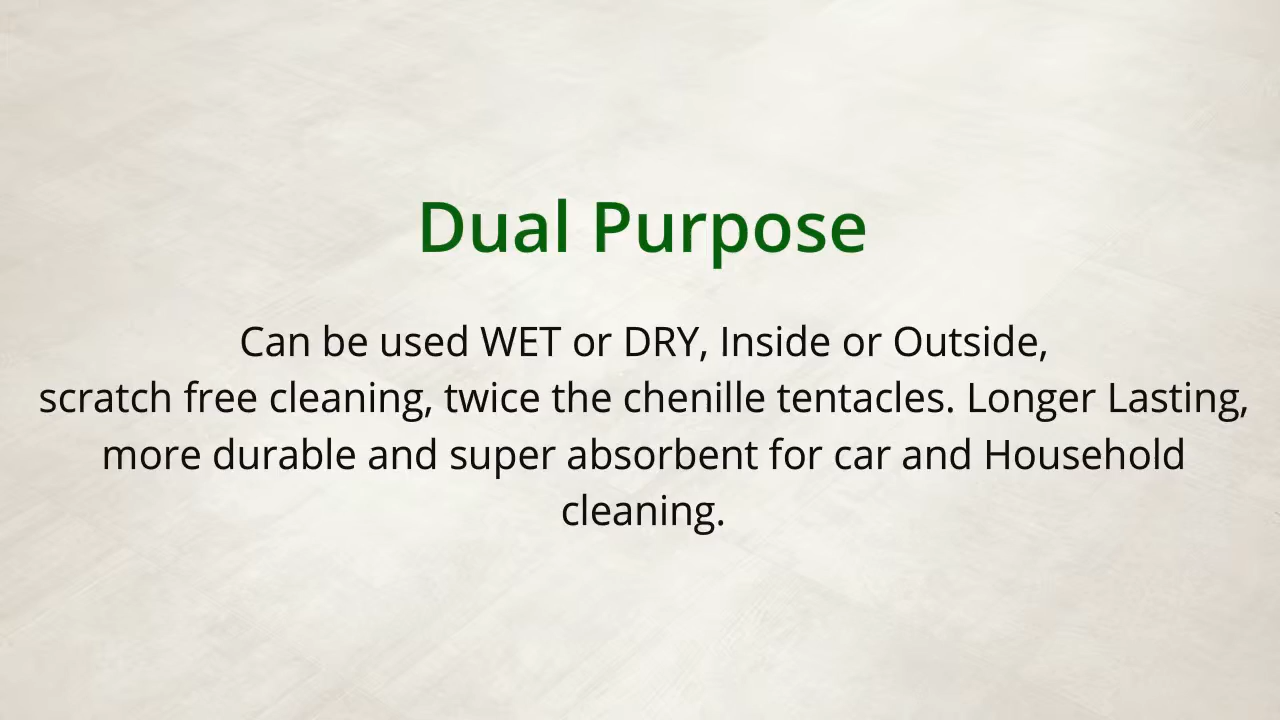 Dual Purpose
Can be used WET or DRY, Inside or Outside,
scratch free cleaning, twice the chenille tentacles. Longer Lasting,
more durable and super absorbent for car and Household
cleaning.